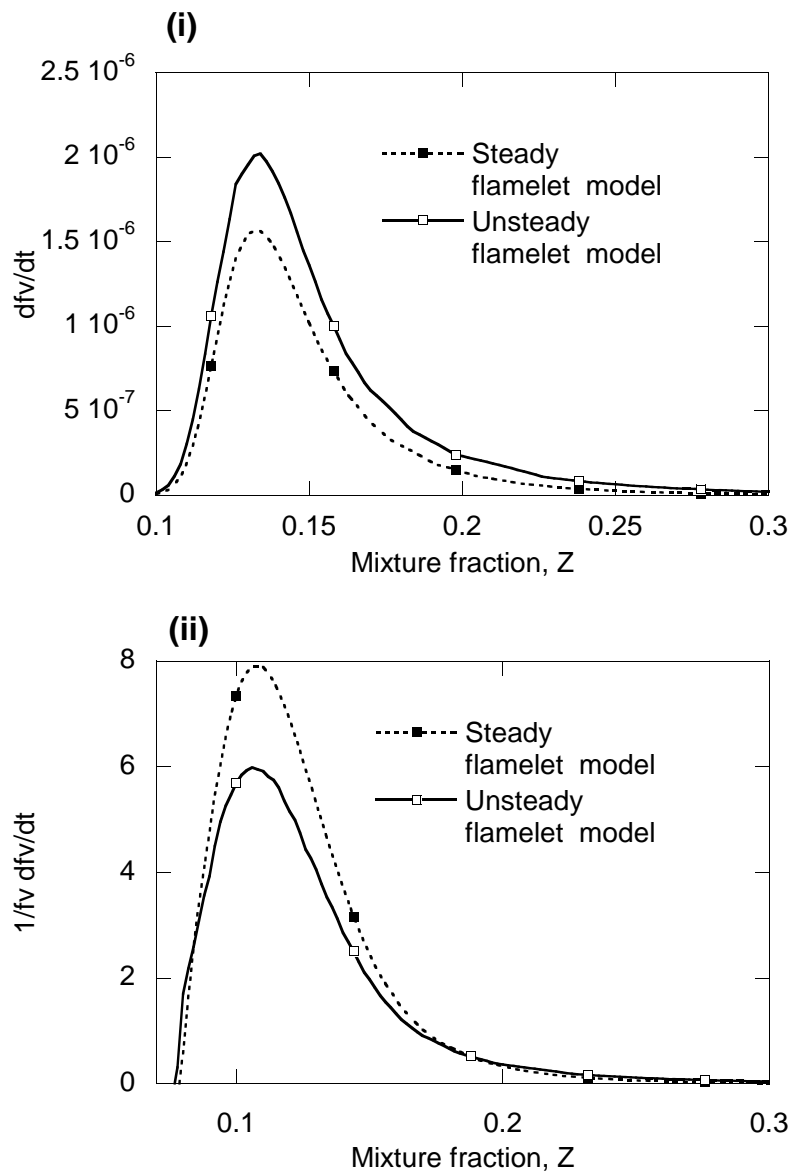 (i)
2.5 10⁻⁶
2 10⁻⁶
1.5 10⁻⁶
1 10⁻⁶
5 10⁻⁷
0
dfv/dt
Steady
flamelet model
Unsteady
flamelet model
0.1 0.15 0.2 0.25 0.3
Mixture fraction, Z
(ii)
8
6
4
2
0
1/fv dfv/dt
Steady
flamelet model
Unsteady
flamelet model
0.1 0.2 0.3
Mixture fraction, Z